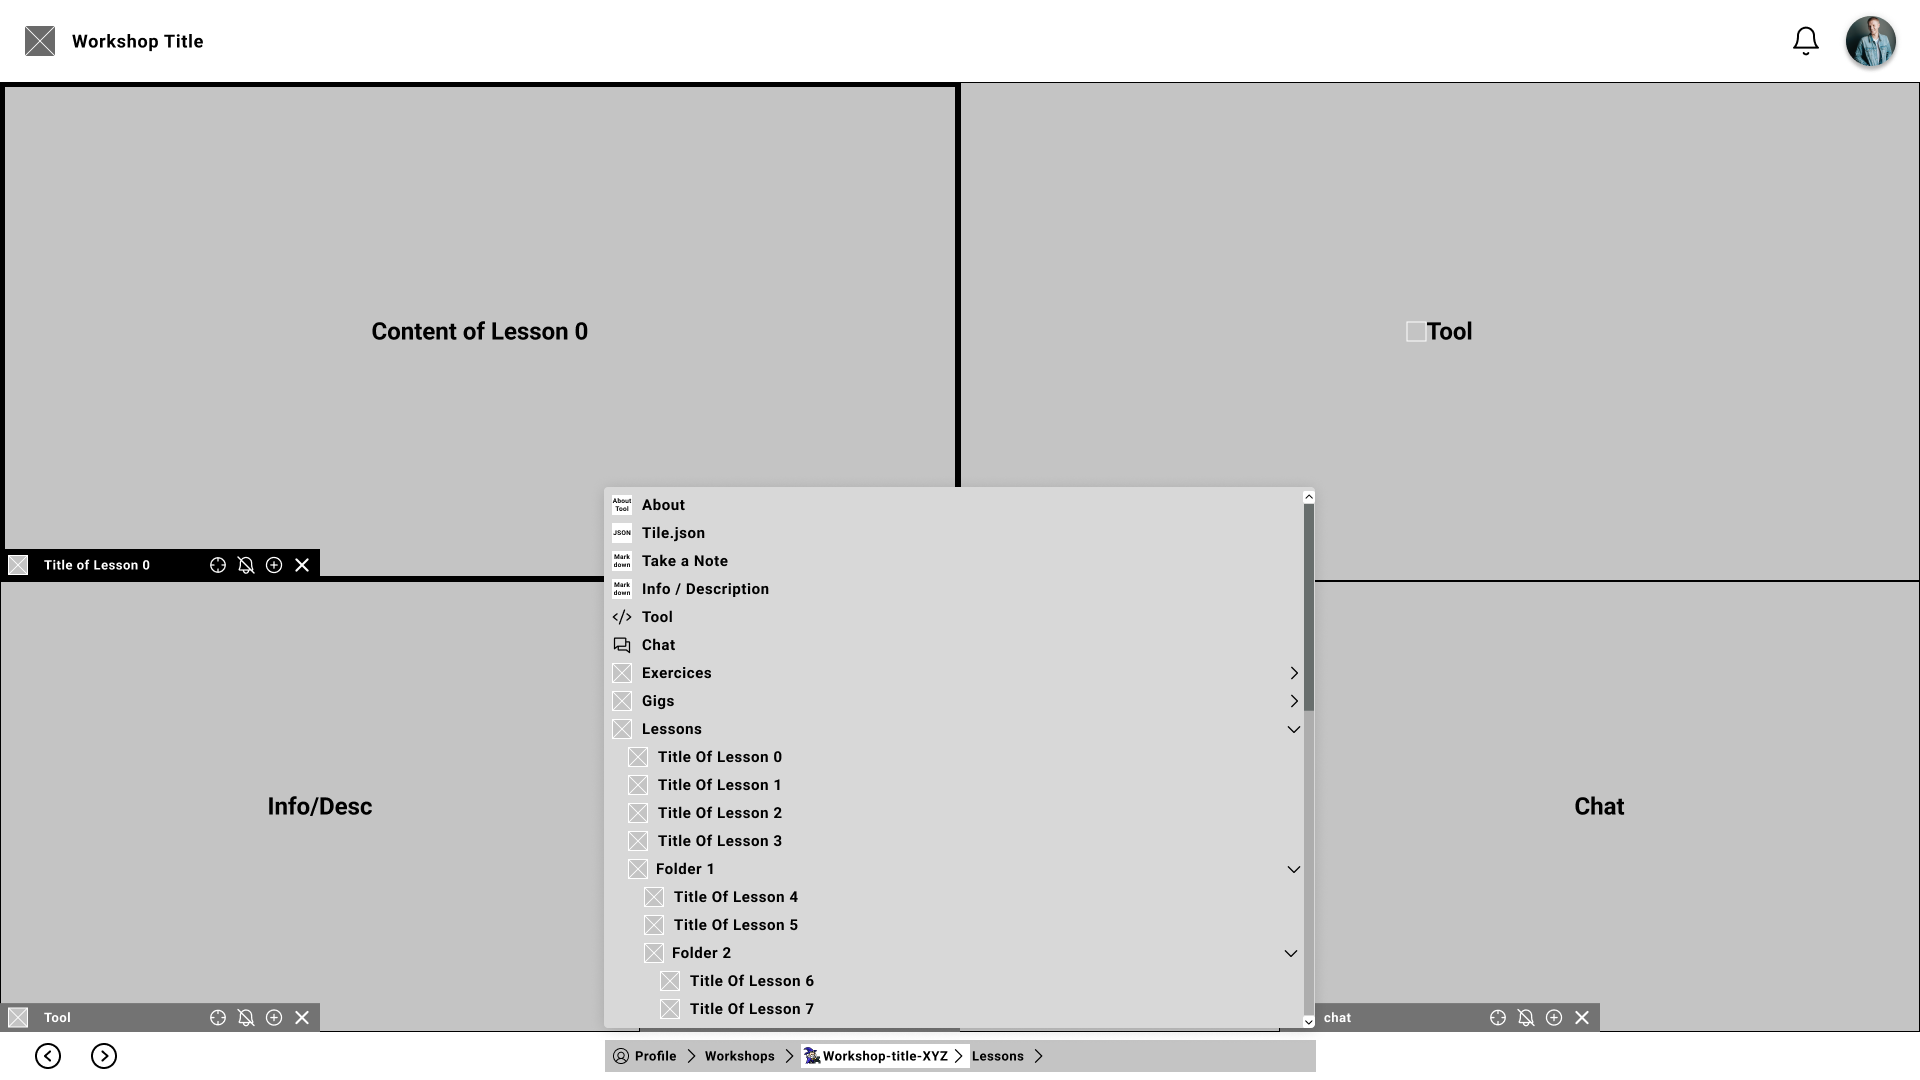 Workshop Title
Content of Lesson 0
Tool
Title of Lesson 0
About Tool
About
JSON
Tile.json
Mark down
Take a Note
Mark down
Info / Description
</>
Tool
Chat
Exercices
Gigs
Lessons
Title Of Lesson 0
Title Of Lesson 1
Title Of Lesson 2
Title Of Lesson 3
Folder 1
Title Of Lesson 4
Title Of Lesson 5
Folder 2
Title Of Lesson 6
Title Of Lesson 7
Info/Desc
Chat
Tool
chat
Profile
Workshops
Workshop-title-XYZ
Lessons